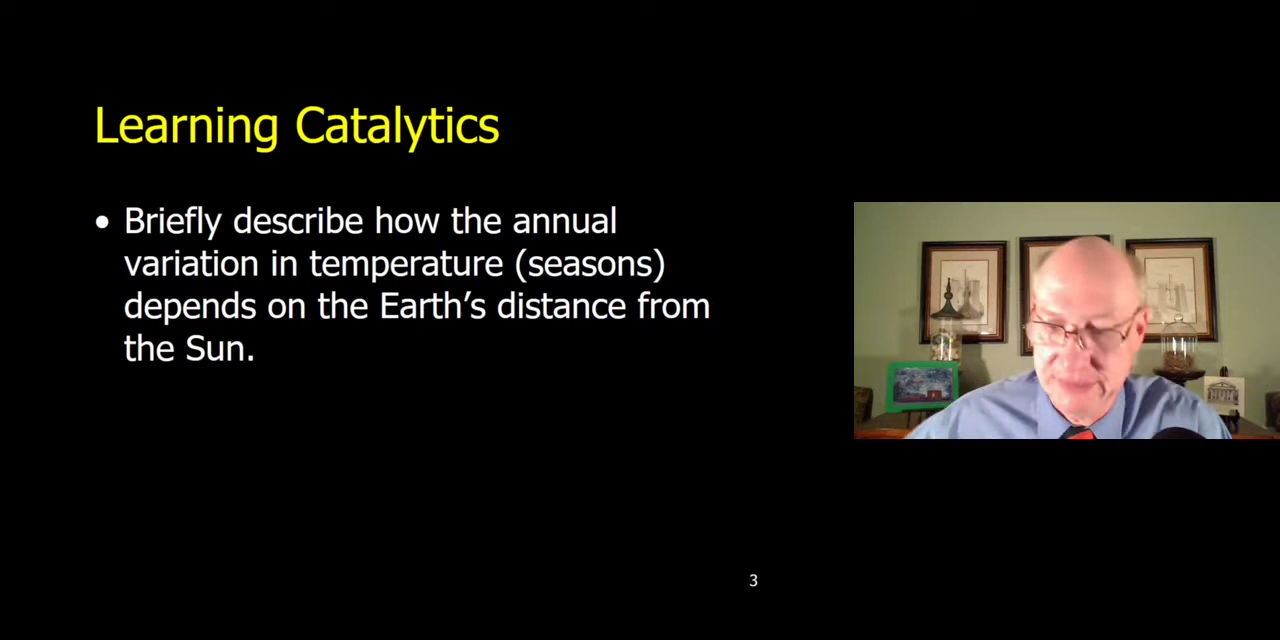 Learning Catalytics
• Briefly describe how the annual
variation in temperature (seasons)
depends on the Earth’s distance from
the Sun.
3